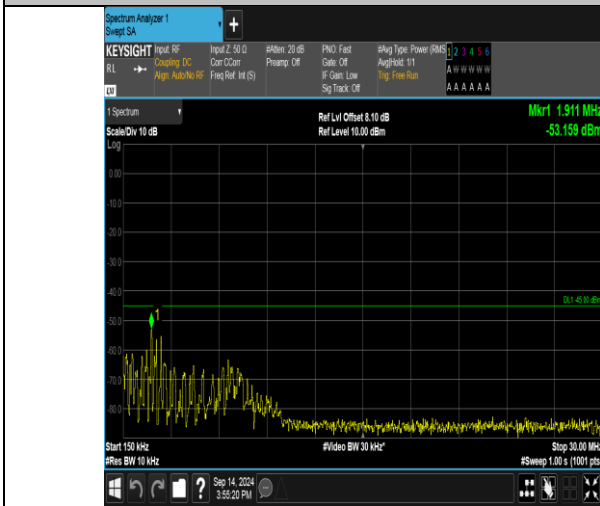 Spectrum Analyzer 1
Swept SA
+
KEYSIGHT
RL
Input: RF
Coupling: DC
Align: Auto/No RF
Input Z: 50 Ω
Corr CCorr
Freq Ref: Int (S)
#Atten: 20 dB
Preamp: Off
PNO: Fast
Gate: Off
IF Gain: Low
Sig Track: Off
#Avg Type: Power (RMS
Avg|Hold: 1/1
Trig: Free Run
1 2 3 4 5 6
A W W W W W
A A A A A A
1 Spectrum
Scale/Div 10 dB
Ref Lvl Offset 8.10 dB
Ref Level 10.00 dBm
Mkr1 1.911 MHz
-53.159 dBm
Log
0.00
-10.0
-20.0
-30.0
-40.0
DL1 -45.00 dBm
1
-50.0
-60.0
-70.0
-80.0
Start 150 kHz
#Res BW 10 kHz
#Video BW 30 kHz*
Stop 30.00 MHz
#Sweep 1.00 s (1001 pts
?
Sep 14, 2024
3:55:20 PM